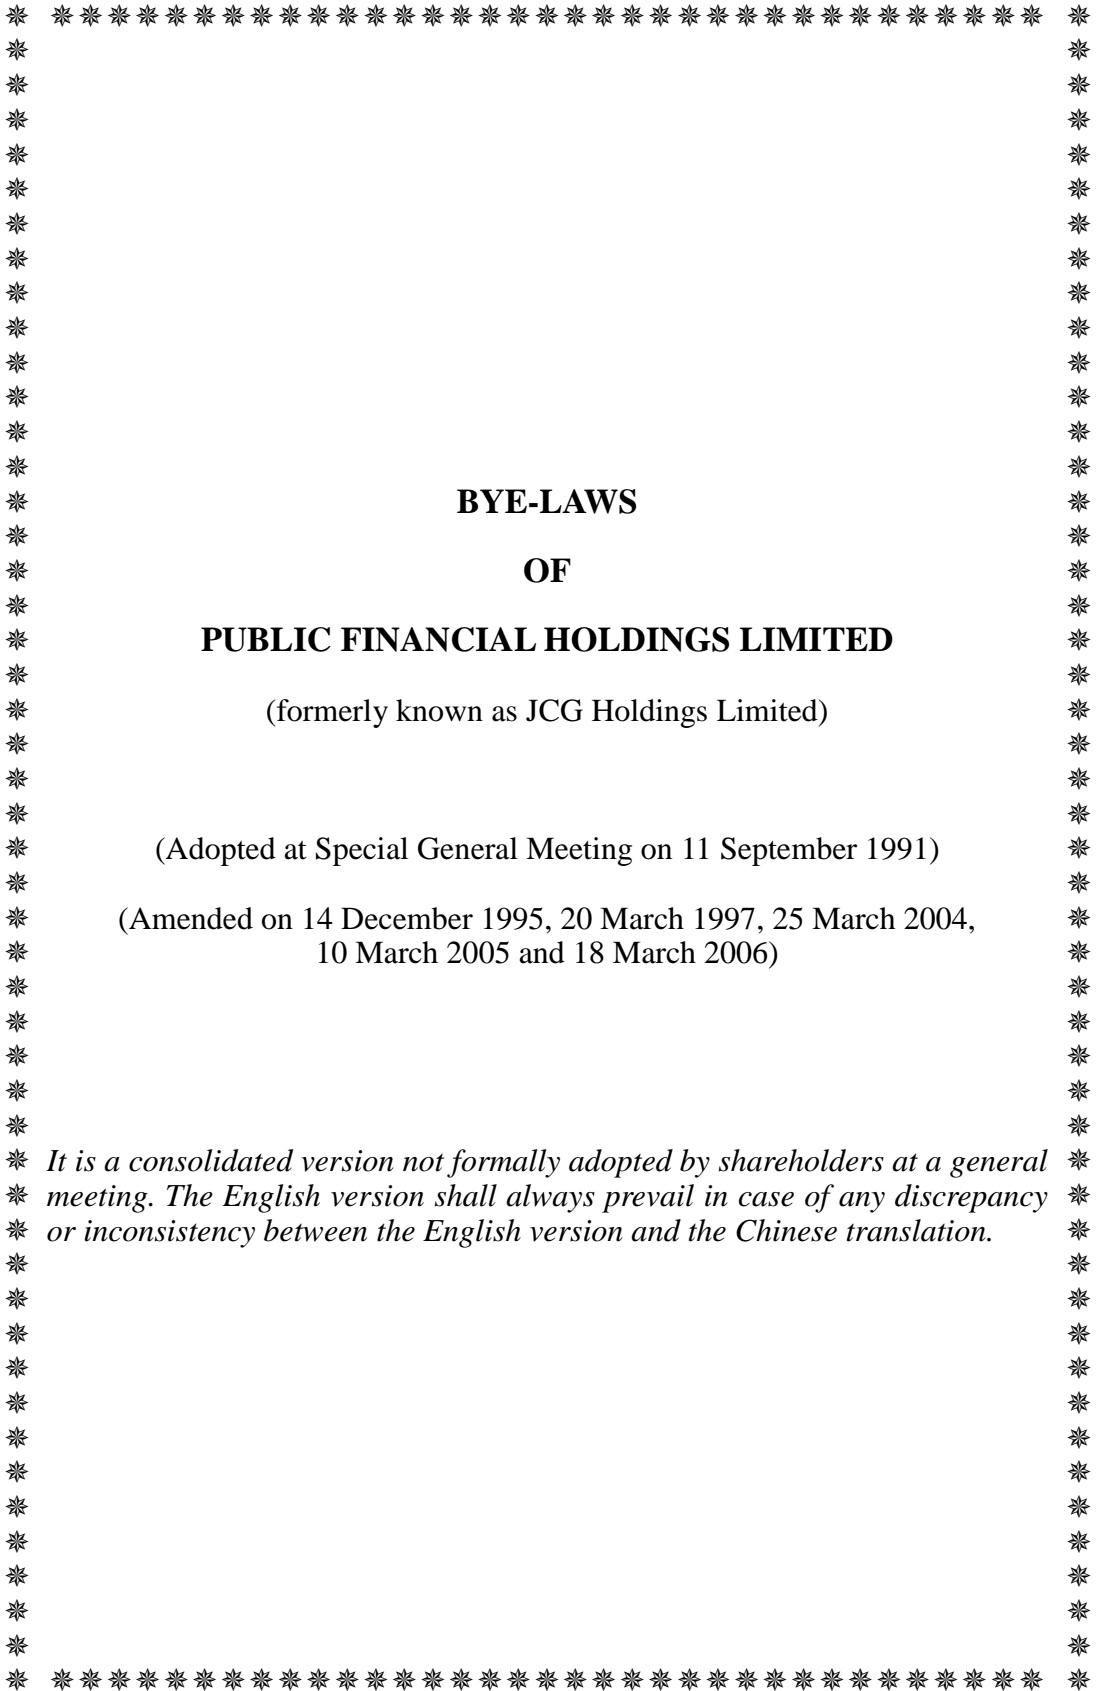 BYE-LAWS
OF
PUBLIC FINANCIAL HOLDINGS LIMITED
(formerly known as JCG Holdings Limited)
(Adopted at Special General Meeting on 11 September 1991)
(Amended on 14 December 1995, 20 March 1997, 25 March 2004,
10 March 2005 and 18 March 2006)
It is a consolidated version not formally adopted by shareholders at a general
meeting. The English version shall always prevail in case of any discrepancy
or inconsistency between the English version and the Chinese translation.